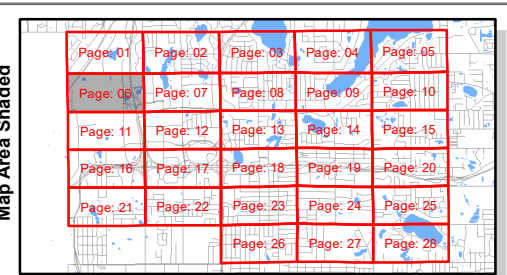 Map Area Shaded
Page: 01 Page: 02 Page: 03 Page: 04 Page: 05
Page: 06 Page: 07 Page: 08 Page: 09 Page: 10
Page: 11 Page: 12 Page: 13 Page: 14 Page: 15
Page: 16 Page: 17 Page: 18 Page: 19 Page: 20
Page: 21 Page: 22 Page: 23 Page: 24 Page: 25
Page: 26 Page: 27 Page: 28